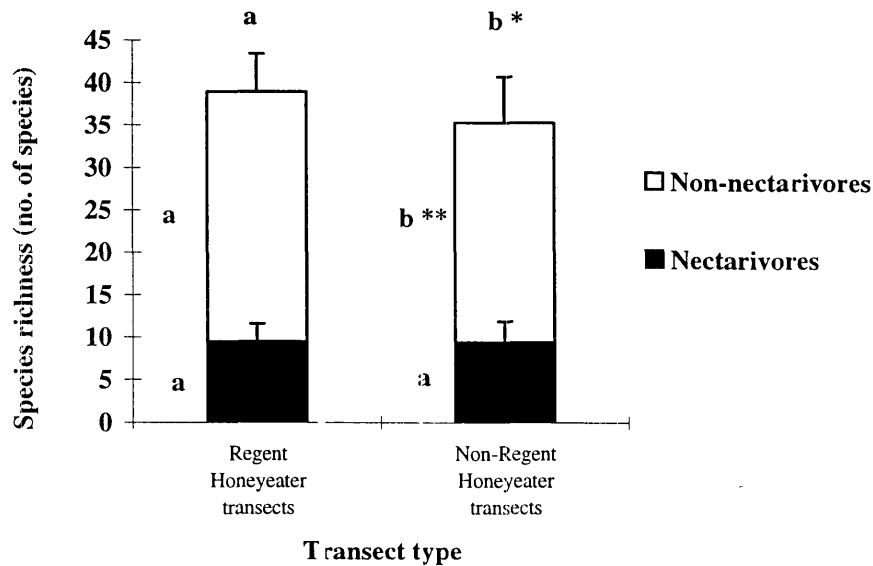 a
b *
Species richness (no. of species)
45
40
35
30
25
20
15
10
5
0
a
b **
a
a
Non-nectarivores
Nectarivores
Regent
Honeyeater
transects
Non-Regent
Honeyeater
transects
Transect type